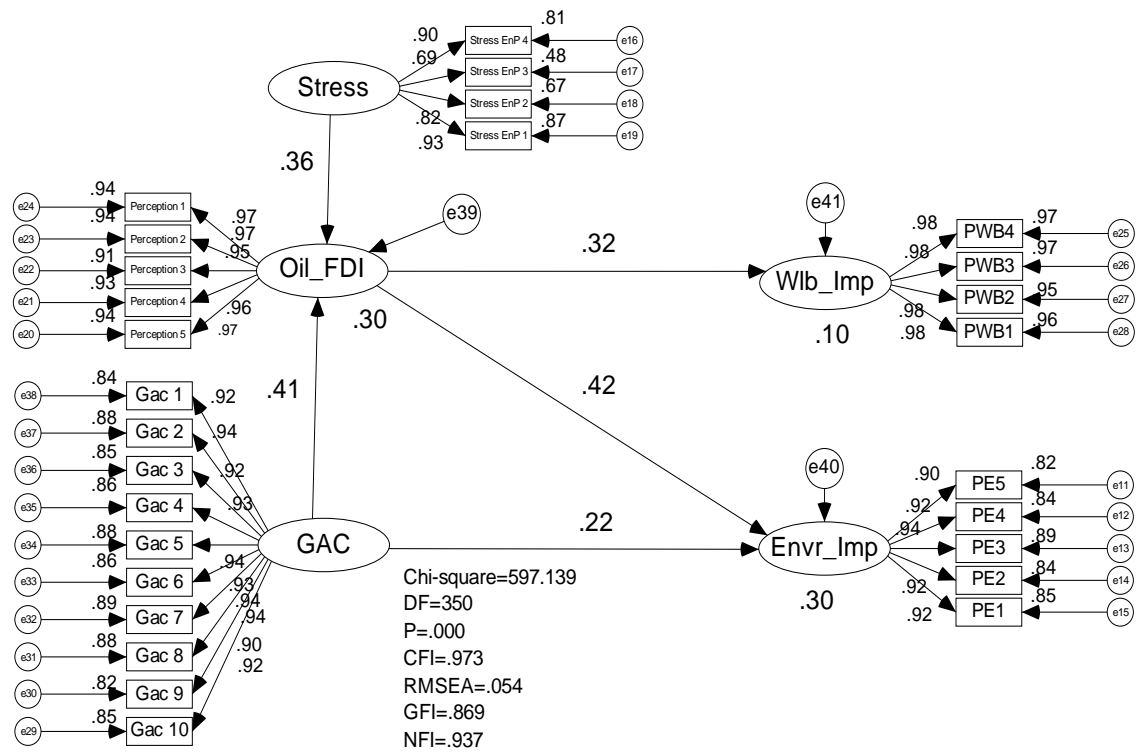 .90 .81
Stress EnP 4 e16
.69 .48
Stress EnP 3 e17
Stress .67
Stress EnP 2 e18
.82 .87
Stress EnP 1 e19
.93
.36
e24 .94 Perception 1 .97
e23 .94 Perception 2 .97
e22 .91 Perception 3 .95
e21 .93 Perception 4 .96
e20 .94 Perception 5 .97
Oil_FDI
e39
.30
.32
e41
Wlb_Imp
.10
.98 PWB4 .97 e25
.98 PWB3 .97 e26
.98 PWB2 .95 e27
.98 PWB1 .96 e28
.41
.42
e38 .84 Gac 1 .92
e37 .88 Gac 2 .94
e36 .85 Gac 3 .92
e35 .86 Gac 4 .93
e34 .88 Gac 5
e33 .86 Gac 6 .94
e32 .89 Gac 7 .93
e31 .88 Gac 8 .94
.94
e30 .82 Gac 9 .90
e29 .85 Gac 10 .92
GAC
.22
e40
Envr_Imp
.30
.90 PE5 .82 e11
.92 PE4 .84 e12
.94 PE3 .89 e13
.92 PE2 .84 e14
.92 PE1 .85 e15
Chi-square=597.139
DF=350
P=.000
CFI=.973
RMSEA=.054
GFI=.869
NFI=.937